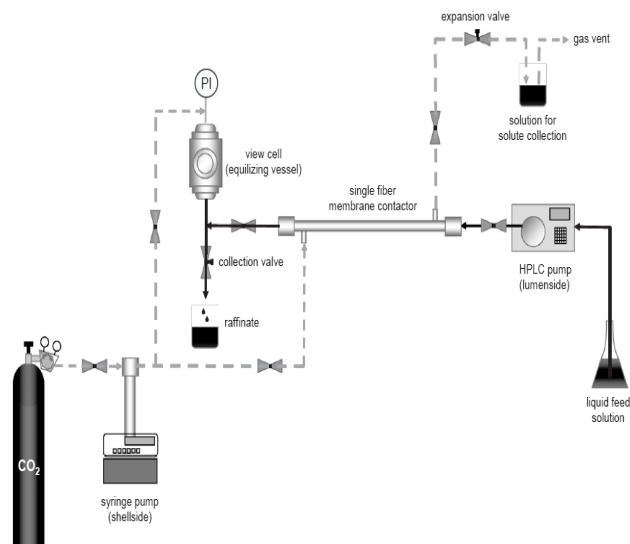 expansion valve
gas vent
solution for
solute collection
PI
view cell
(equilizing vessel)
single fiber
membrane contactor
HPLC pump
(lumenside)
collection valve
raffinate
liquid feed
solution
CO₂
syringe pump
(shellside)